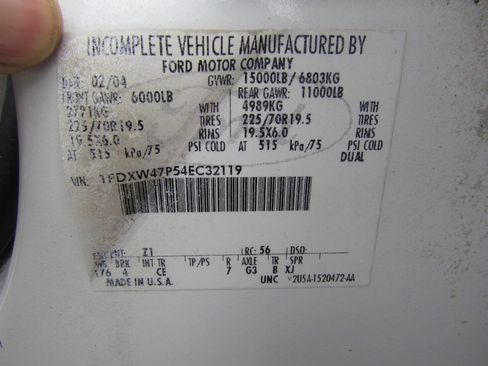 INCOMPLETE VEHICLE MANUFACTURED BY
FORD MOTOR COMPANY
DATE: 02/04 GVWR: 15000LB/6803KG
FRONT GAWR: 6000LB REAR GAWR: 11000LB
2721KG WITH 4989KG WITH
225/70R19.5 TIRES 225/70R19.5 TIRES
19.5X6.0 RIMS 19.5X6.0 RIMS
AT 515 kPa/75 PSI COLD AT 515 kPa/75 PSI COLD
DUAL
VIN: 1FDXW47P54EC32119
EXT PNT: Z1 RC: 56 DSO:
WB BRK INT TR TP/PS R AXLE TR SPR
176 4 CE 7 G3 B XJ
MADE IN U.S.A. UNC V2U5A-1520472-AA